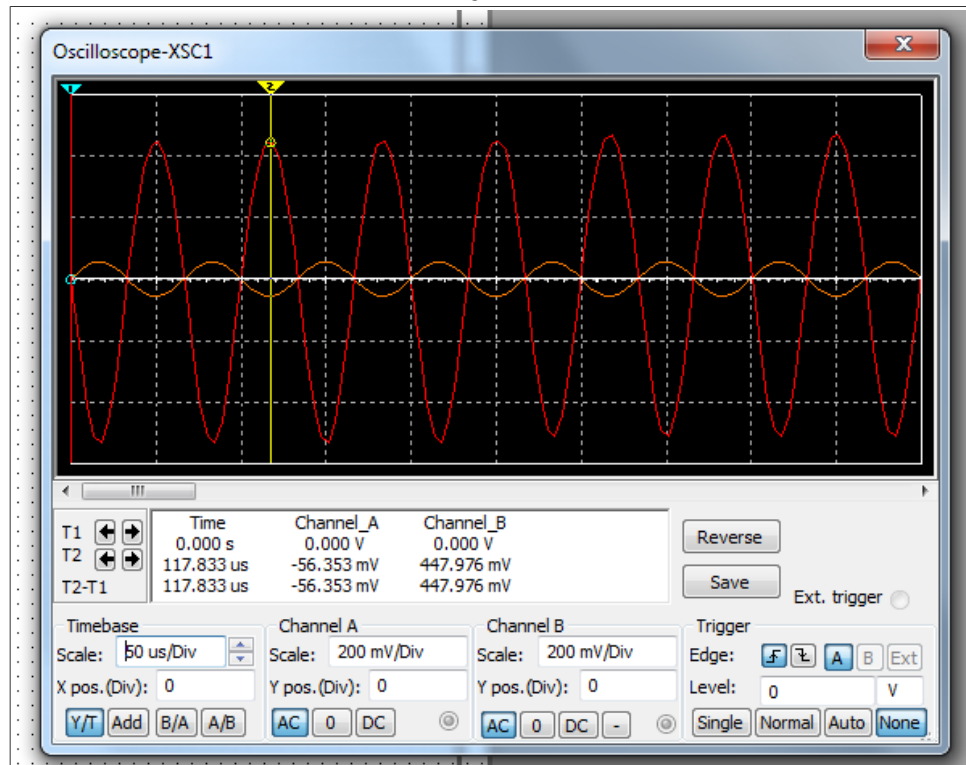 Oscilloscope-XSC1
1 2
Time Channel_A Channel_B
T1 0.000 s 0.000 V 0.000 V
T2 117.833 us -56.353 mV 447.976 mV
T2-T1 117.833 us -56.353 mV 447.976 mV
Reverse
Save
Ext. trigger
Timebase Channel A Channel B Trigger
Scale: 50 us/Div Scale: 200 mV/Div Scale: 200 mV/Div Edge: A B Ext
X pos.(Div): 0 Y pos.(Div): 0 Y pos.(Div): 0 Level: 0 V
Y/T Add B/A A/B AC 0 DC AC 0 DC - Single Normal Auto None